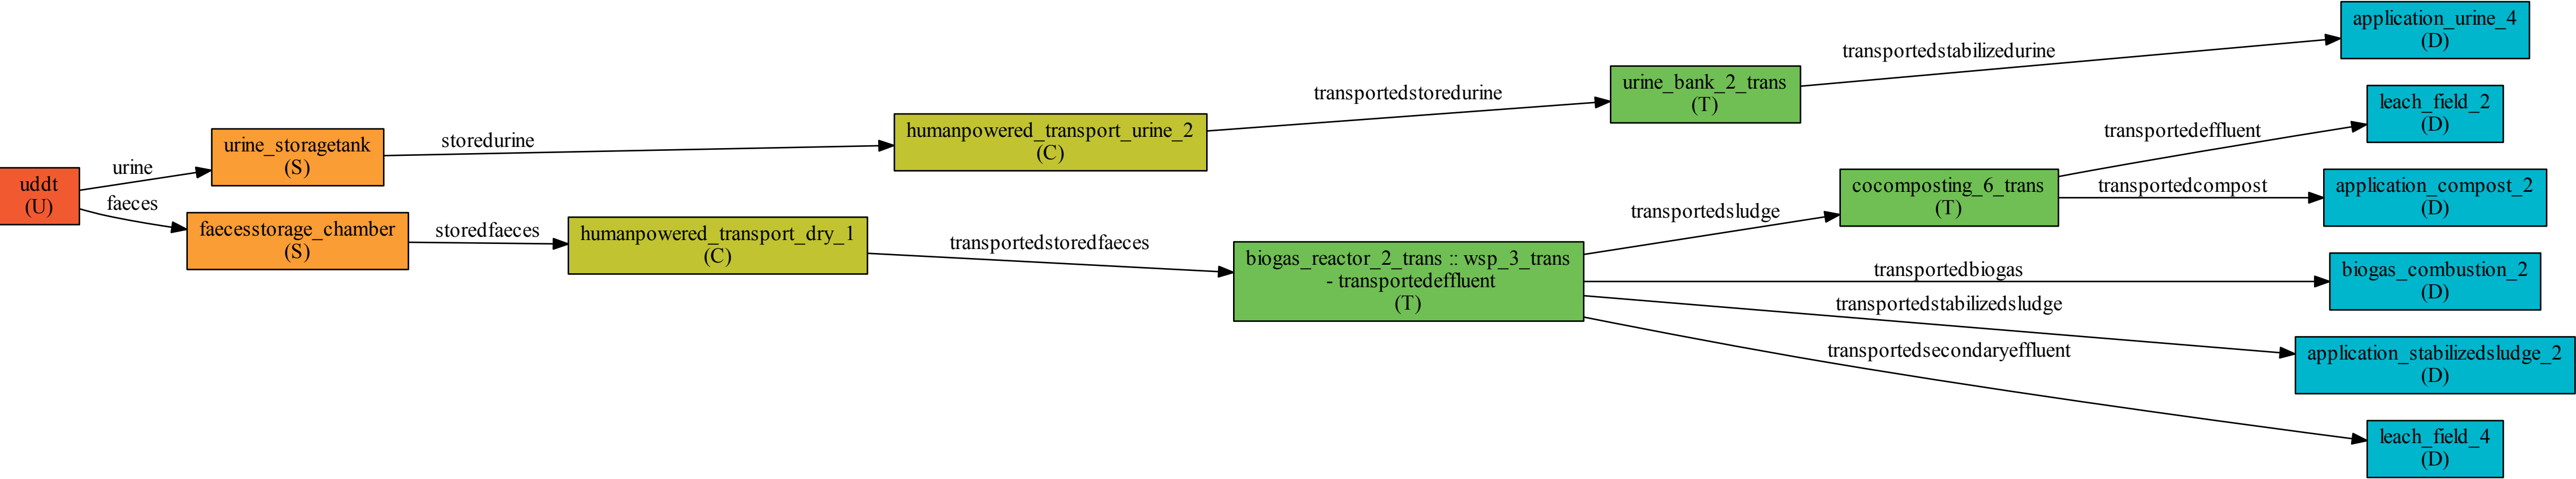 application_urine_4
(D)
transportedstabilizedurine
urine_bank_2_trans
(T)
leach_field_2
(D)
transportedstoredurine
humanpowered_transport_urine_2
(C)
transportedeffluent
urine_storagetank
(S)
storedurine
urine
uddt
(U)
faeces
cocomposting_6_trans
(T)
transportedcompost
application_compost_2
(D)
transportedsludge
faecesstorage_chamber
(S)
storedfaeces
humanpowered_transport_dry_1
(C)
transportedstoredfaeces
biogas_reactor_2_trans :: wsp_3_trans
- transportedeffluent
(T)
transportedbiogas
biogas_combustion_2
(D)
transportedstabilizedsludge
application_stabilizedsludge_2
(D)
transportedsecondaryeffluent
leach_field_4
(D)